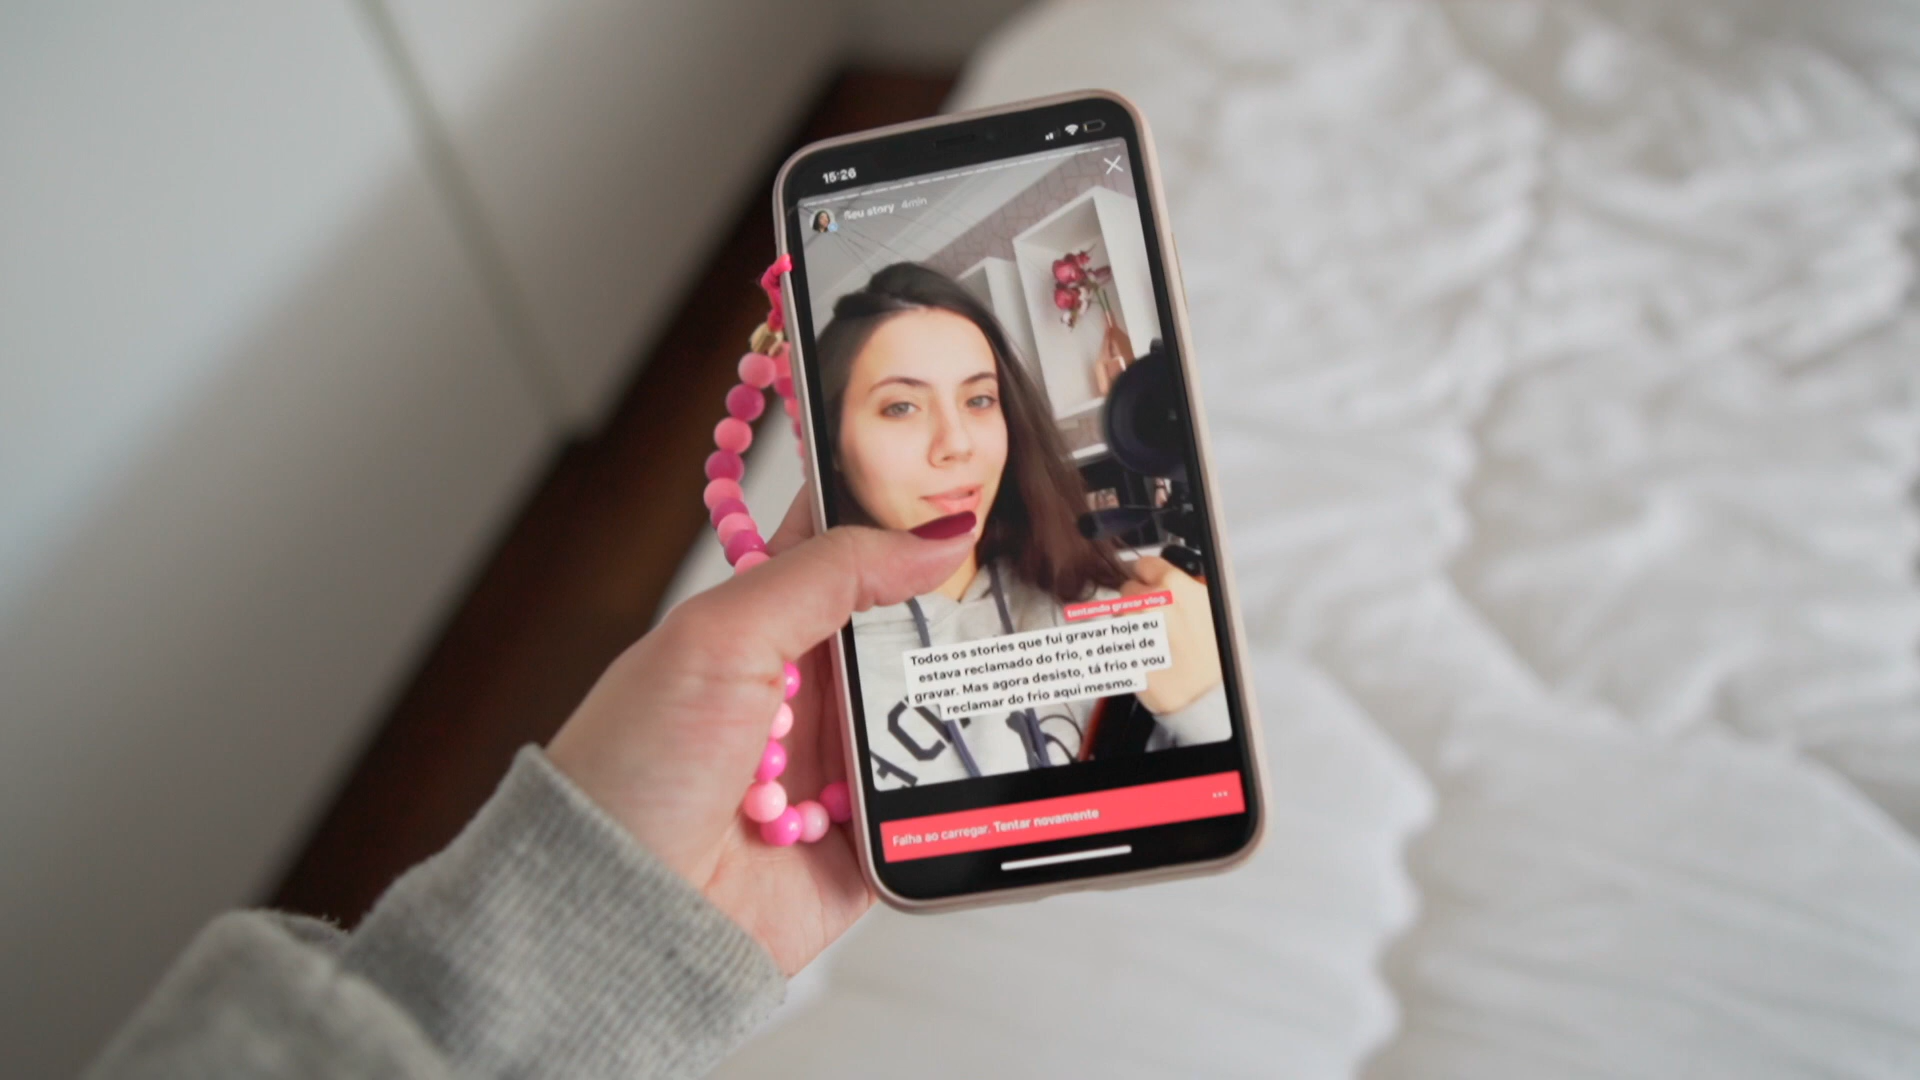 15:26
Seu story 4min
tentando gravar vlog.
Todos os stories que fui gravar hoje eu
estava reclamado do frio, e deixei de
gravar. Mas agora desisto, tá frio e vou
reclamar do frio aqui mesmo.
Falha ao carregar. Tentar novamente